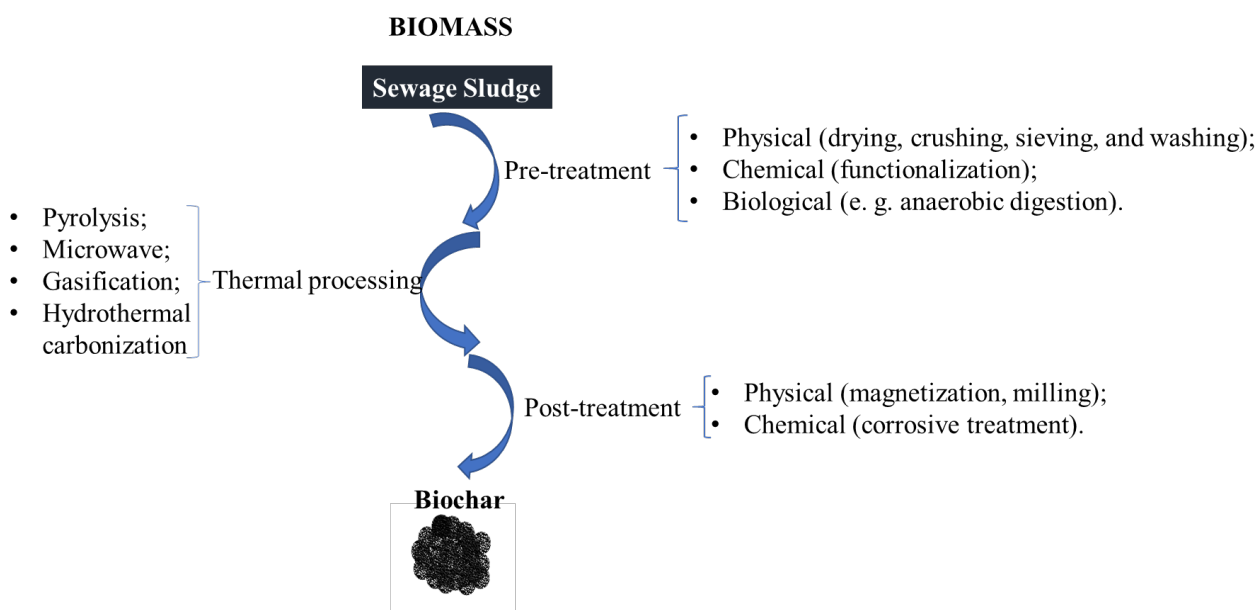 BIOMASS
Sewage Sludge
Pre-treatment
• Physical (drying, crushing, sieving, and washing);
• Chemical (functionalization);
• Biological (e. g. anaerobic digestion).
• Pyrolysis;
• Microwave;
• Gasification;
• Hydrothermal
carbonization
Thermal processing
Post-treatment
• Physical (magnetization, milling);
• Chemical (corrosive treatment).
Biochar